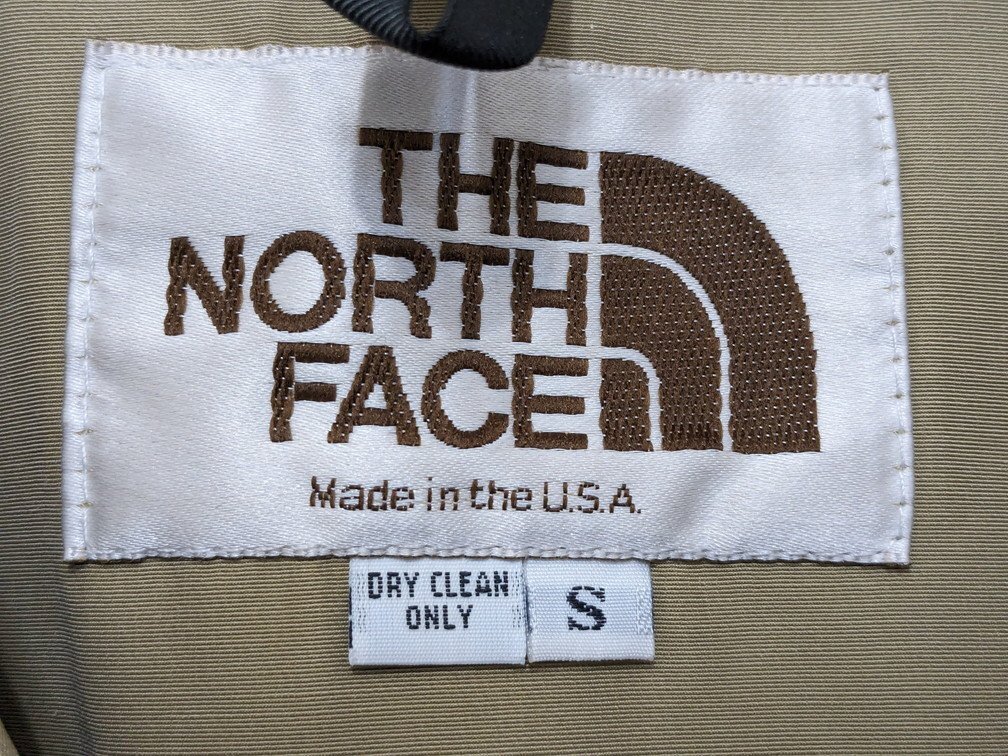 THE
NORTH
FACE
Made in the U.S.A.
DRY CLEAN
ONLY
S